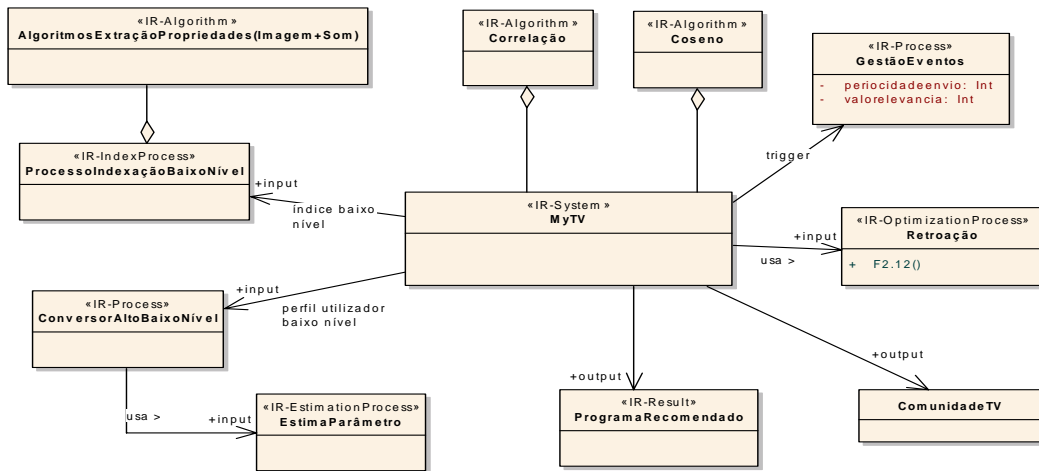 «IR-Algorithm»
AlgoritmosExtraçãoPropriedades(Imagem+Som)
«IR-Algorithm »
Correlação
«IR-Algorithm »
Coseno
«IR-Process»
GestãoEventos
- periocidadeenvio: Int
- valorelevancia: Int
trigger
«IR-IndexProcess»
ProcessoIndexaçãoBaixoNível
+input
índice baixo
nível
«IR-System »
MyTV
«IR-OptimizationProcess»
Retroação
+ F2.12()
+input
usa >
«IR-Process»
ConversorAltoBaixoNível
+input
perfil utilizador
baixo nível
usa >
+input
«IR-EstimationProcess»
EstimaParâmetro
+output
«IR-Result»
ProgramaRecomendado
+output
ComunidadeTV